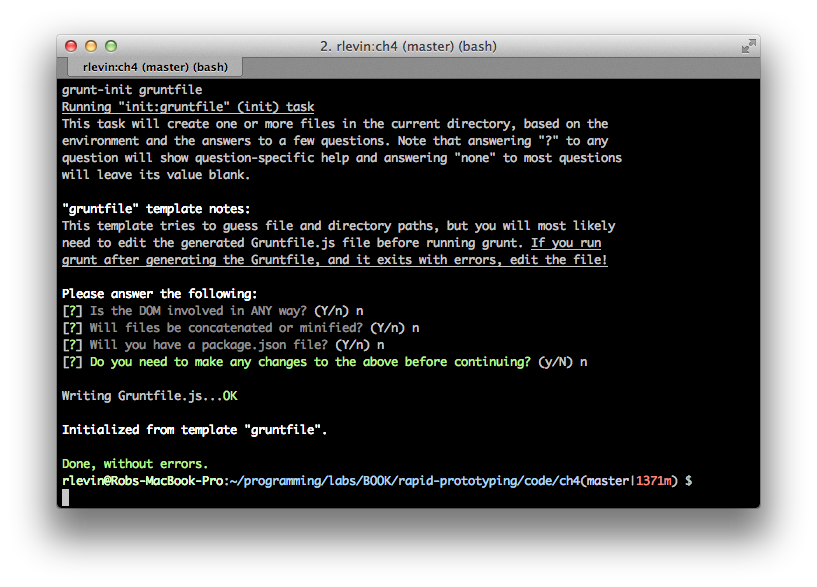 2. rlevin:ch4 (master) (bash)
rlevin:ch4 (master) (bash)
grunt-init gruntfile
Running "init:gruntfile" (init) task
This task will create one or more files in the current directory, based on the
environment and the answers to a few questions. Note that answering "?" to any
question will show question-specific help and answering "none" to most questions
will leave its value blank.
"gruntfile" template notes:
This template tries to guess file and directory paths, but you will most likely
need to edit the generated Gruntfile.js file before running grunt. If you run
grunt after generating the Gruntfile, and it exits with errors, edit the file!
Please answer the following:
[?] Is the DOM involved in ANY way? (Y/n) n
[?] Will files be concatenated or minified? (Y/n) n
[?] Will you have a package.json file? (Y/n) n
[?] Do you need to make any changes to the above before continuing? (y/N) n
Writing Gruntfile.js...OK
Initialized from template "gruntfile".
Done, without errors.
rlevin@Robs-MacBook-Pro:~/programming/labs/BOOK/rapid-prototyping/code/ch4(master|1371m) $